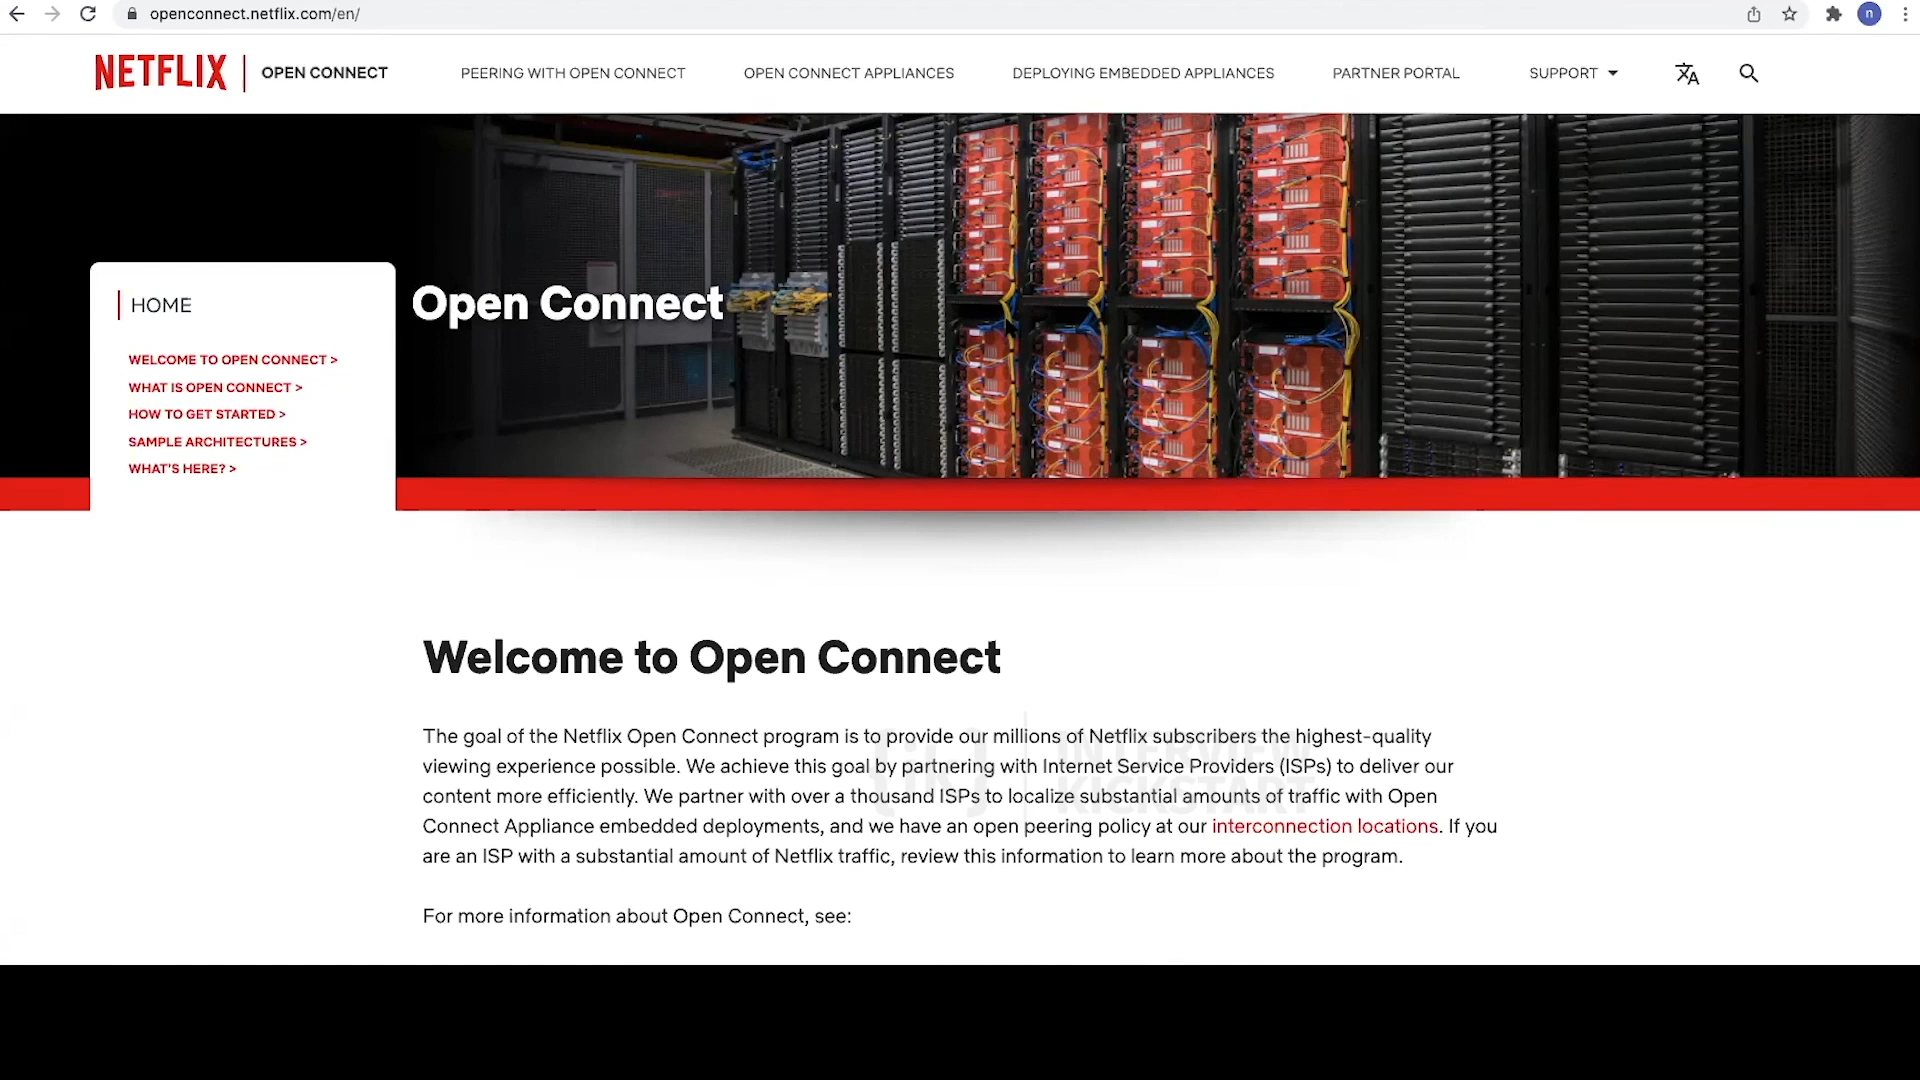 openconnect.netflix.com/en/
n
NETFLIX OPEN CONNECT PEERING WITH OPEN CONNECT OPEN CONNECT APPLIANCES DEPLOYING EMBEDDED APPLIANCES PARTNER PORTAL SUPPORT
HOME
WELCOME TO OPEN CONNECT >
WHAT IS OPEN CONNECT >
HOW TO GET STARTED >
SAMPLE ARCHITECTURES >
WHAT'S HERE? >
Open Connect
Welcome to Open Connect
The goal of the Netflix Open Connect program is to provide our millions of Netflix subscribers the highest-quality
viewing experience possible. We achieve this goal by partnering with Internet Service Providers (ISPs) to deliver our
content more efficiently. We partner with over a thousand ISPs to localize substantial amounts of traffic with Open
Connect Appliance embedded deployments, and we have an open peering policy at our interconnection locations. If you
are an ISP with a substantial amount of Netflix traffic, review this information to learn more about the program.
For more information about Open Connect, see:
{ik} INTERVIEW
KICKSTART